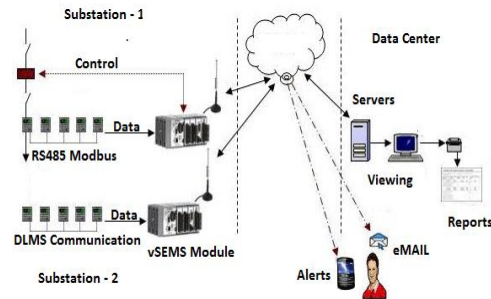 Substation - 1
Data Center
Control
Servers
Data
RS485 Modbus
Viewing
Reports
Data
DLMS Communication
vSEMS Module
eMAIL
Alerts
Substation - 2